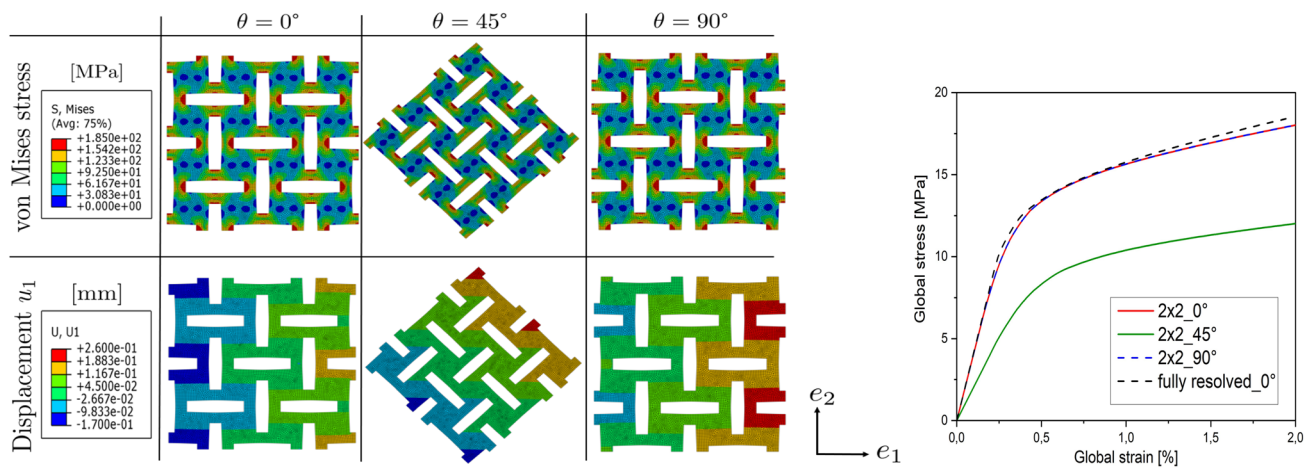 θ = 0°
θ = 45°
θ = 90°
von Mises stress
[MPa]
S, Mises
(Avg: 75%)
+1.850e+02
+1.542e+02
+1.233e+02
+9.250e+01
+6.167e+01
+3.083e+01
+0.000e+00
Displacement u₁
[mm]
U, U1
+2.600e-01
+1.883e-01
+1.167e-01
+4.500e-02
-2.667e-02
-9.833e-02
-1.700e-01
e₂
e₁
Global stress [MPa]
20
15
10
5
0
2x2_0°
2x2_45°
2x2_90°
fully resolved_0°
0,0
0,5
1,0
1,5
2,0
Global strain [%]